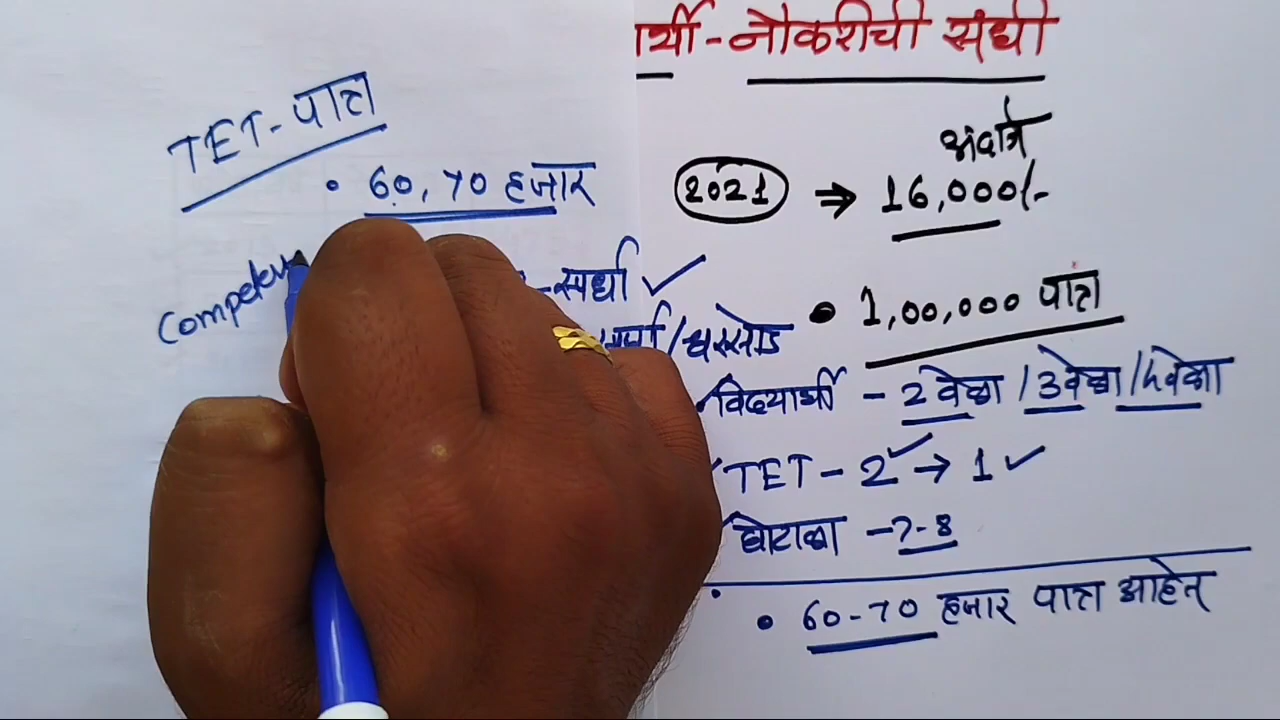 TET-पात्र
• 60,70 हजार
स्पर्धा ✓
Competen
नोकरीची संधी
अंदाजे
2021 ⇒ 16,000/-
• 1,00,000 पात्र
✓विद्यार्थी - 2 वेळा / 3 वेळा / 4 वेळा
TET - 2 ✓ → 1 ✓
घोटाळा - 7-8
• 60-70 हजार पात्र आहेत